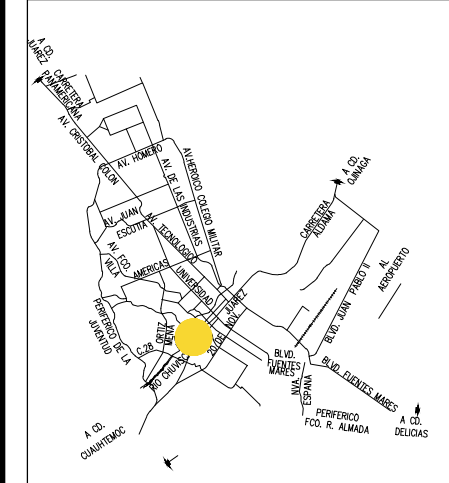 A CD.
JUAREZ
CARRETERA
PANAMERICANA
AV. CRISTOBAL COLON
AV. HOMERO
AV. DE LAS INDUSTRIAS
AV.HEROICO COLEGIO MILITAR
A CD.
OJINAGA
CARRETERA
ALDAMA
AV. JUAN
ESCUTIA
AV. TECNOLOGICO
AV. FCO.
VILLA
AMERICAS
UNIVERSIDAD
AL
AEROPUERTO
BLVD. JUAN PABLO II
PERIFERICO DE LA
JUVENTUD
C.28
ORTIZ
MENA
JUAREZ
20 DE NOV.
RIO CHUVIS
BLVD.
FUENTES
MARES
BLVD. FUENTES MARES
NVA.
ESPAÑA
PERIFERICO
FCO. R. ALMADA
A CD.
DELICIAS
A CD.
CUAUHTEMOC